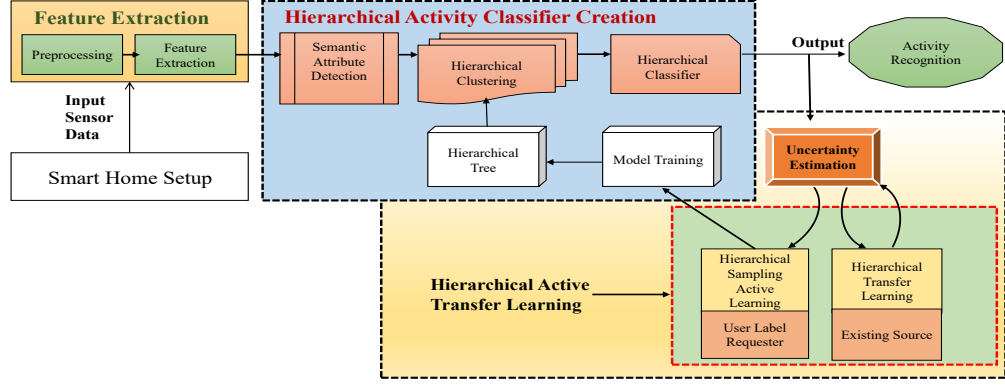 Feature Extraction
Preprocessing
Feature
Extraction
Input
Sensor
Data
Smart Home Setup
Hierarchical Activity Classifier Creation
Semantic
Attribute
Detection
Hierarchical
Clustering
Hierarchical
Classifier
Hierarchical
Tree
Model Training
Output
Activity
Recognition
Uncertainty
Estimation
Hierarchical Active
Transfer Learning
Hierarchical
Sampling
Active
Learning
User Label
Requester
Hierarchical
Transfer
Learning
Existing Source